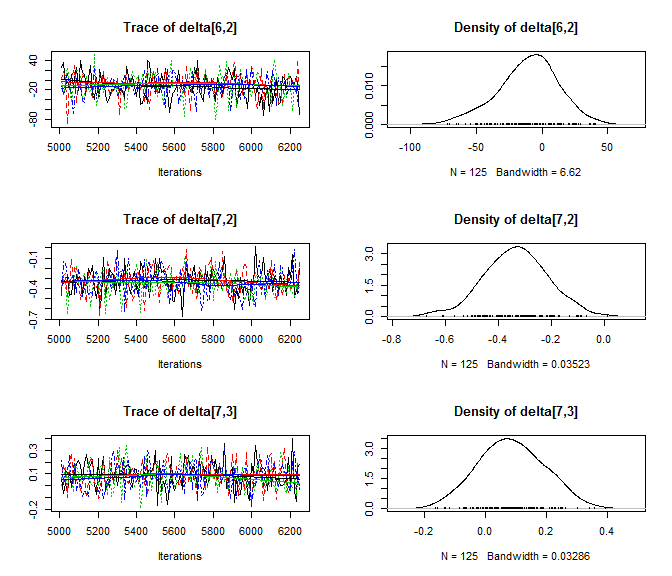 Trace of delta[6,2]
Density of delta[6,2]
40
-20
-80
5000 5200 5400 5600 5800 6000 6200
Iterations
0.010
0.000
-100 -50 0 50
N = 125 Bandwidth = 6.62
Trace of delta[7,2]
Density of delta[7,2]
-0.1
-0.4
-0.7
5000 5200 5400 5600 5800 6000 6200
Iterations
3.0
1.5
0.0
-0.8 -0.6 -0.4 -0.2 0.0
N = 125 Bandwidth = 0.03523
Trace of delta[7,3]
Density of delta[7,3]
0.3
0.1
-0.2
5000 5200 5400 5600 5800 6000 6200
Iterations
3.0
1.5
0.0
-0.2 0.0 0.2 0.4
N = 125 Bandwidth = 0.03286